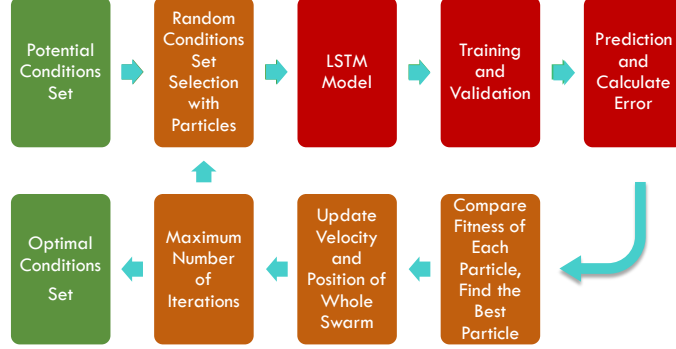 Potential
Conditions
Set
Random
Conditions
Set
Selection
with
Particles
LSTM
Model
Training
and
Validation
Prediction
and
Calculate
Error
Optimal
Conditions
Set
Maximum
Number
of
Iterations
Update
Velocity
and
Position of
Whole
Swarm
Compare
Fitness of
Each
Particle,
Find the
Best
Particle